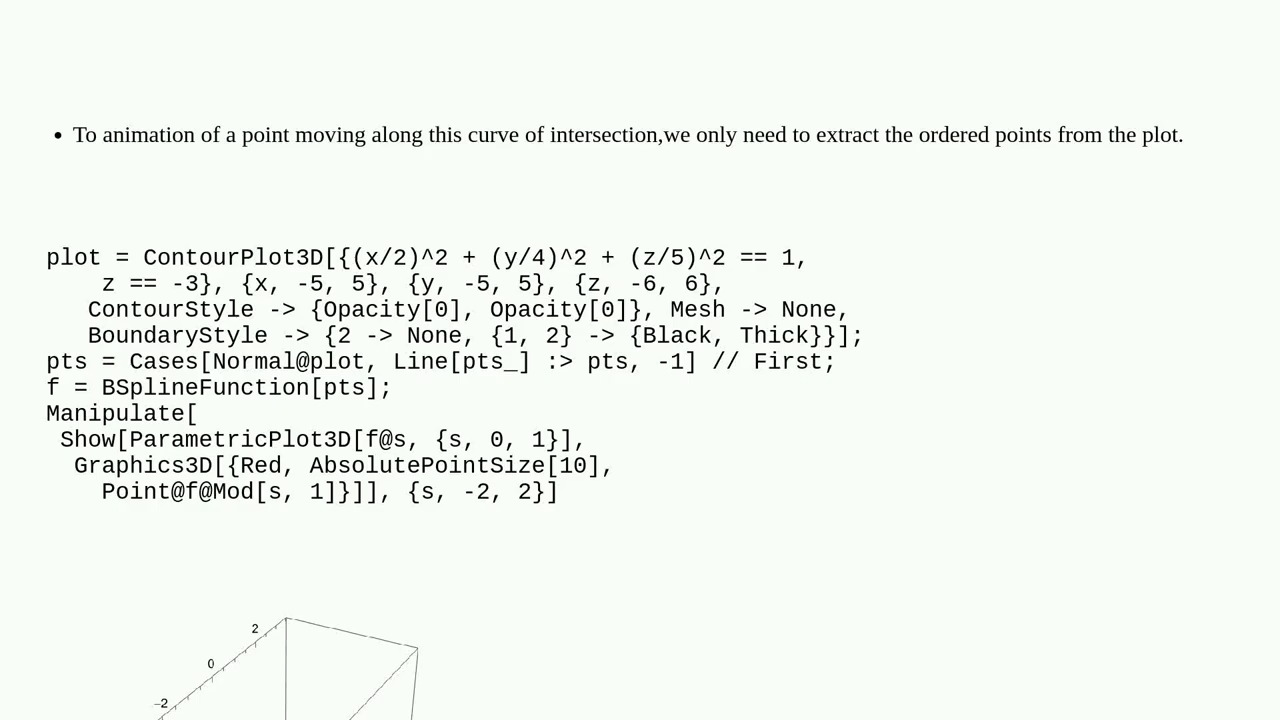 • To animation of a point moving along this curve of intersection,we only need to extract the ordered points from the plot.
plot = ContourPlot3D[{(x/2)^2 + (y/4)^2 + (z/5)^2 == 1,
    z == -3}, {x, -5, 5}, {y, -5, 5}, {z, -6, 6},
   ContourStyle -> {Opacity[0], Opacity[0]}, Mesh -> None,
   BoundaryStyle -> {2 -> None, {1, 2} -> {Black, Thick}}];
pts = Cases[Normal@plot, Line[pts_] :> pts, -1] // First;
f = BSplineFunction[pts];
Manipulate[
 Show[ParametricPlot3D[f@s, {s, 0, 1}],
  Graphics3D[{Red, AbsolutePointSize[10],
    Point@f@Mod[s, 1]}]], {s, -2, 2}]
2
0
-2